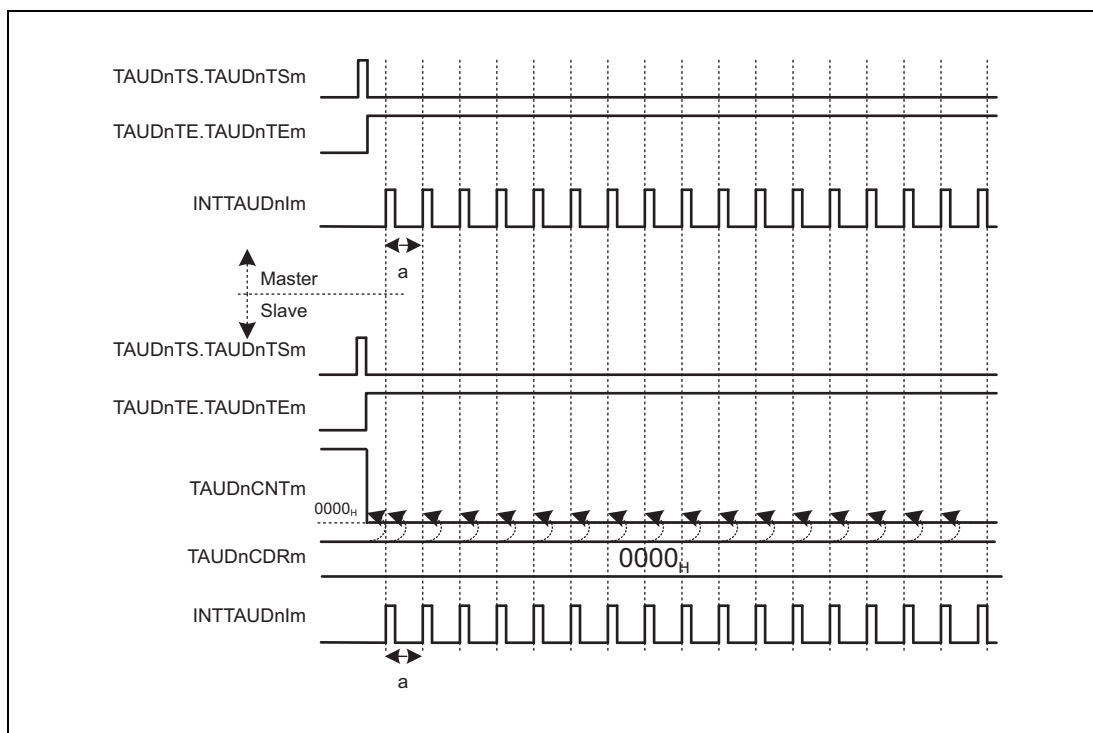 TAUDnTS.TAUDnTSm
TAUDnTE.TAUDnTEm
INTTAUDnIm
a
Master
Slave
TAUDnTS.TAUDnTSm
TAUDnTE.TAUDnTEm
TAUDnCNTm
0000H
TAUDnCDRm
0000H
INTTAUDnIm
a